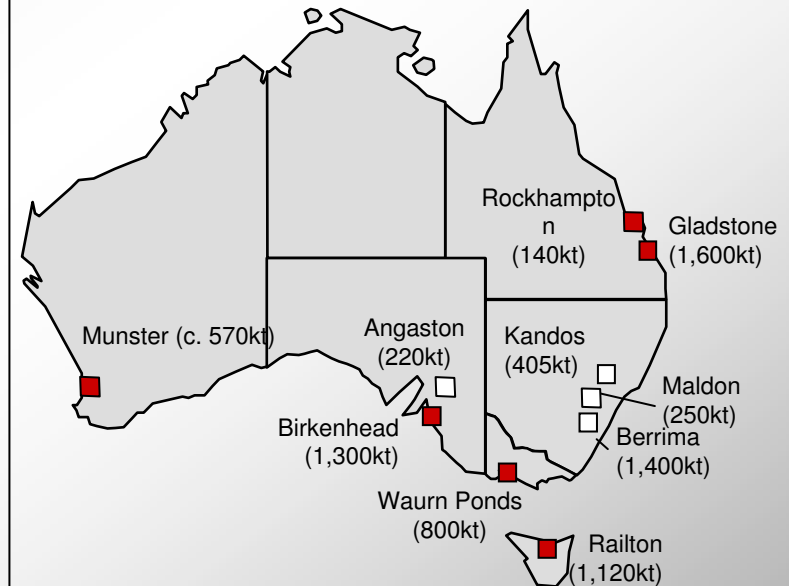 Rockhampto
n
(140kt)
Gladstone
(1,600kt)
Munster (c. 570kt)
Angaston
(220kt)
Kandos
(405kt)
Maldon
(250kt)
Birkenhead
(1,300kt)
Berrima
(1,400kt)
Waurn Ponds
(800kt)
Railton
(1,120kt)